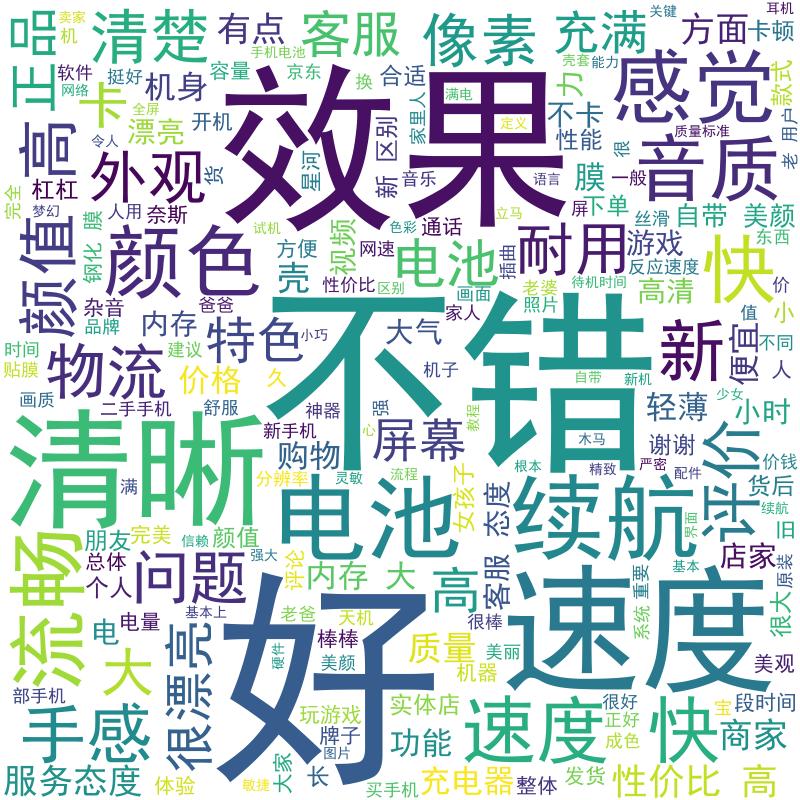 卖家
机
清楚
有点
客服
像素
充满
方面
关键
耳机
卡顿
正品
软件
网络
挺好
手机电池
容量
京东
换
合适
壳套
能力
力
感觉
款式
卡
全屏
机身
效果
满电
家里人
不卡
定义
性能
质量标准
用户
高
漂亮
开机
区别
新
令人
外观
货
星河
音乐
语言
膜
很
一般
音质
老
完全
杠杠
梦幻
人用
奈斯
试机
色彩
通话
立马
屏
下单
丝滑
自带
美颜
东西
颜值
钢化
膜
颜色
方便
壳
视频
网速
电池
插曲
耐用
游戏
反应速度
快
杂音
爸爸
性价比
区别
画面
老婆
照片
待机时间
高清
价
品牌
内存
特色
小巧
大气
家人
不错
新
便宜
值
小
不同
时间
贴膜
建议
物流
价格
久
机子
自带
新机
少女
人
画质
二手手机
舒服
神器
强
教程
轻薄
小时
清晰
新手机
心
屏幕
木马
谢谢
评价
购物
严密
价钱
满
分辨率
灵敏
流程
女孩子
根本
精致
配件
货后
流畅
朋友
完美
信赖
颜值
强大
电池
态度
续航
界面
续航
田
总体
问题
评论
内存
大
高
客服
基本
店家
个人
重要
系统
很大
原装
电
电量
基本上
老爸
天机
好
很棒
速度
大
很漂亮
硬件
美颜
棒棒
质量
机器
美丽
美观
部手机
手感
玩游戏
牌子
图片
实体店
功能
速度
很好
正好
成色
快
宝
段时间
商家
服务态度
体验
敏捷
大家
长
买手机
充电器
整体
发货
性价比
高